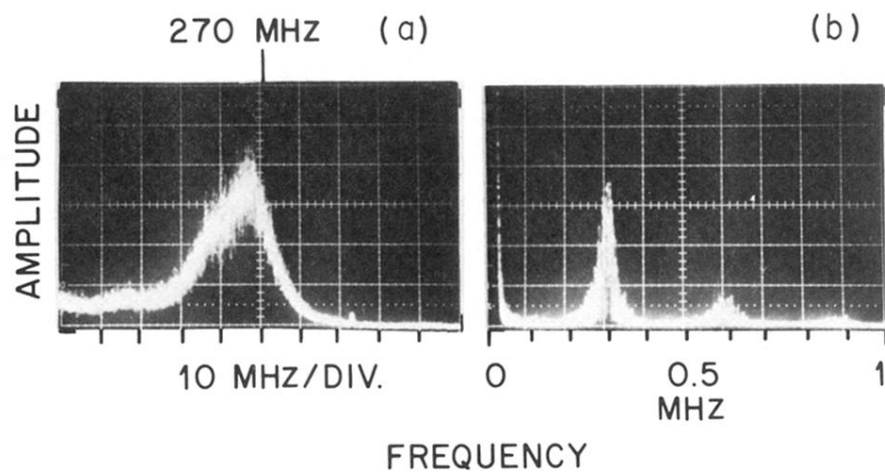 270 MHz (a) (b)
AMPLITUDE
10 MHz/DIV.
0 0.5 1
MHz
FREQUENCY